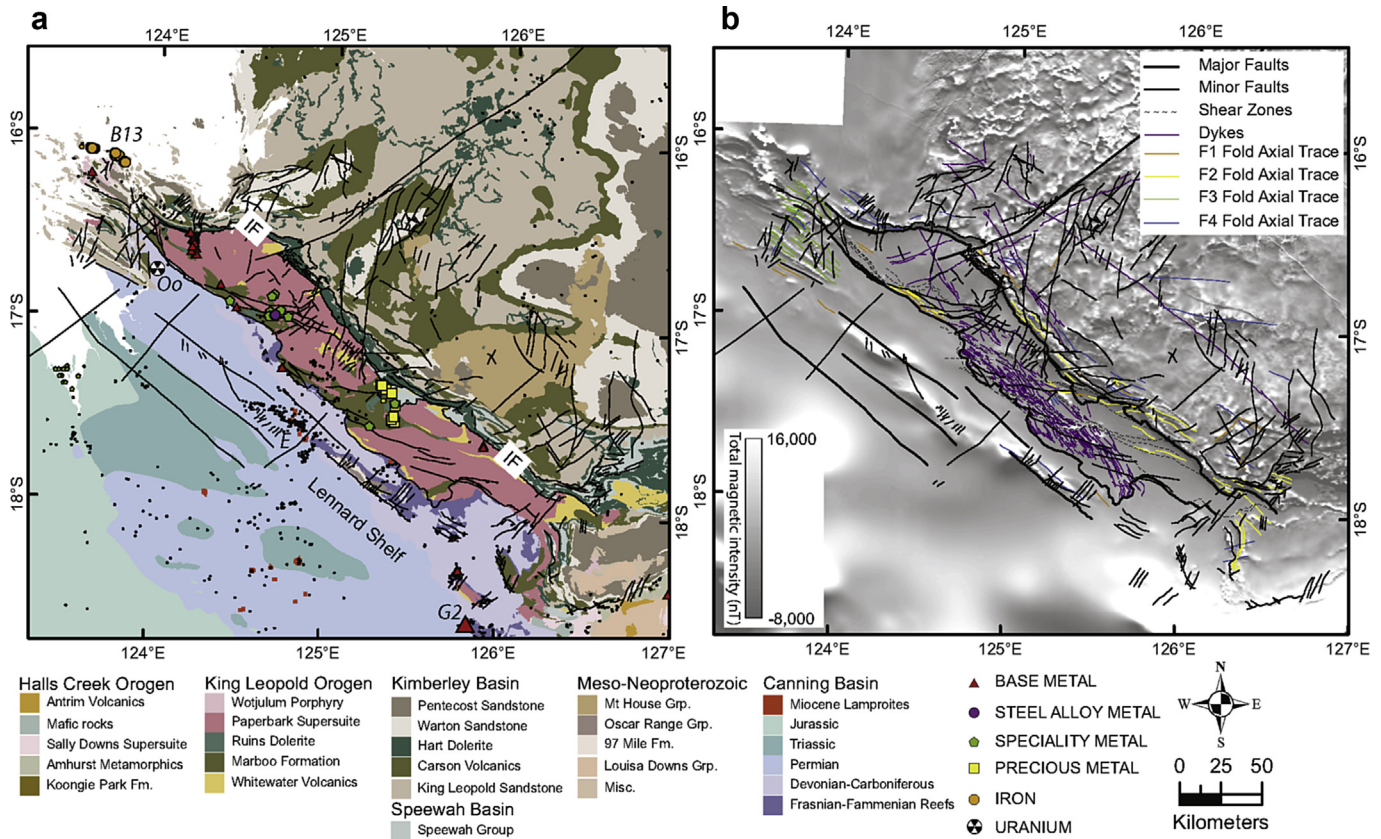 a
b
124°E
125°E
126°E
127°E
124°E
125°E
126°E
127°E
16°S
17°S
18°S
16°S
17°S
18°S
16°S
17°S
18°S
B13
IF
Oo
IF
E
Lennard Shelf
G2
124°E
125°E
126°E
127°E
124°E
125°E
126°E
127°E
Major Faults
Minor Faults
Shear Zones
Dykes
F1 Fold Axial Trace
F2 Fold Axial Trace
F3 Fold Axial Trace
F4 Fold Axial Trace
Total magnetic intensity (nT)
16,000
-8,000
Halls Creek Orogen
Antrim Volcanics
Mafic rocks
Sally Downs Supersuite
Amhurst Metamorphics
Koongie Park Fm.
King Leopold Orogen
Wotjulum Porphyry
Paperbark Supersuite
Ruins Dolerite
Marboo Formation
Whitewater Volcanics
Kimberley Basin
Pentecost Sandstone
Warton Sandstone
Hart Dolerite
Carson Volcanics
King Leopold Sandstone
Speewah Basin
Speewah Group
Meso-Neoproterozoic
Mt House Grp.
Oscar Range Grp.
97 Mile Fm.
Louisa Downs Grp.
Misc.
Canning Basin
Miocene Lamproites
Jurassic
Triassic
Permian
Devonian-Carboniferous
Frasnian-Fammenian Reefs
BASE METAL
STEEL ALLOY METAL
SPECIALITY METAL
PRECIOUS METAL
IRON
URANIUM
N
W E
S
0 25 50
Kilometers